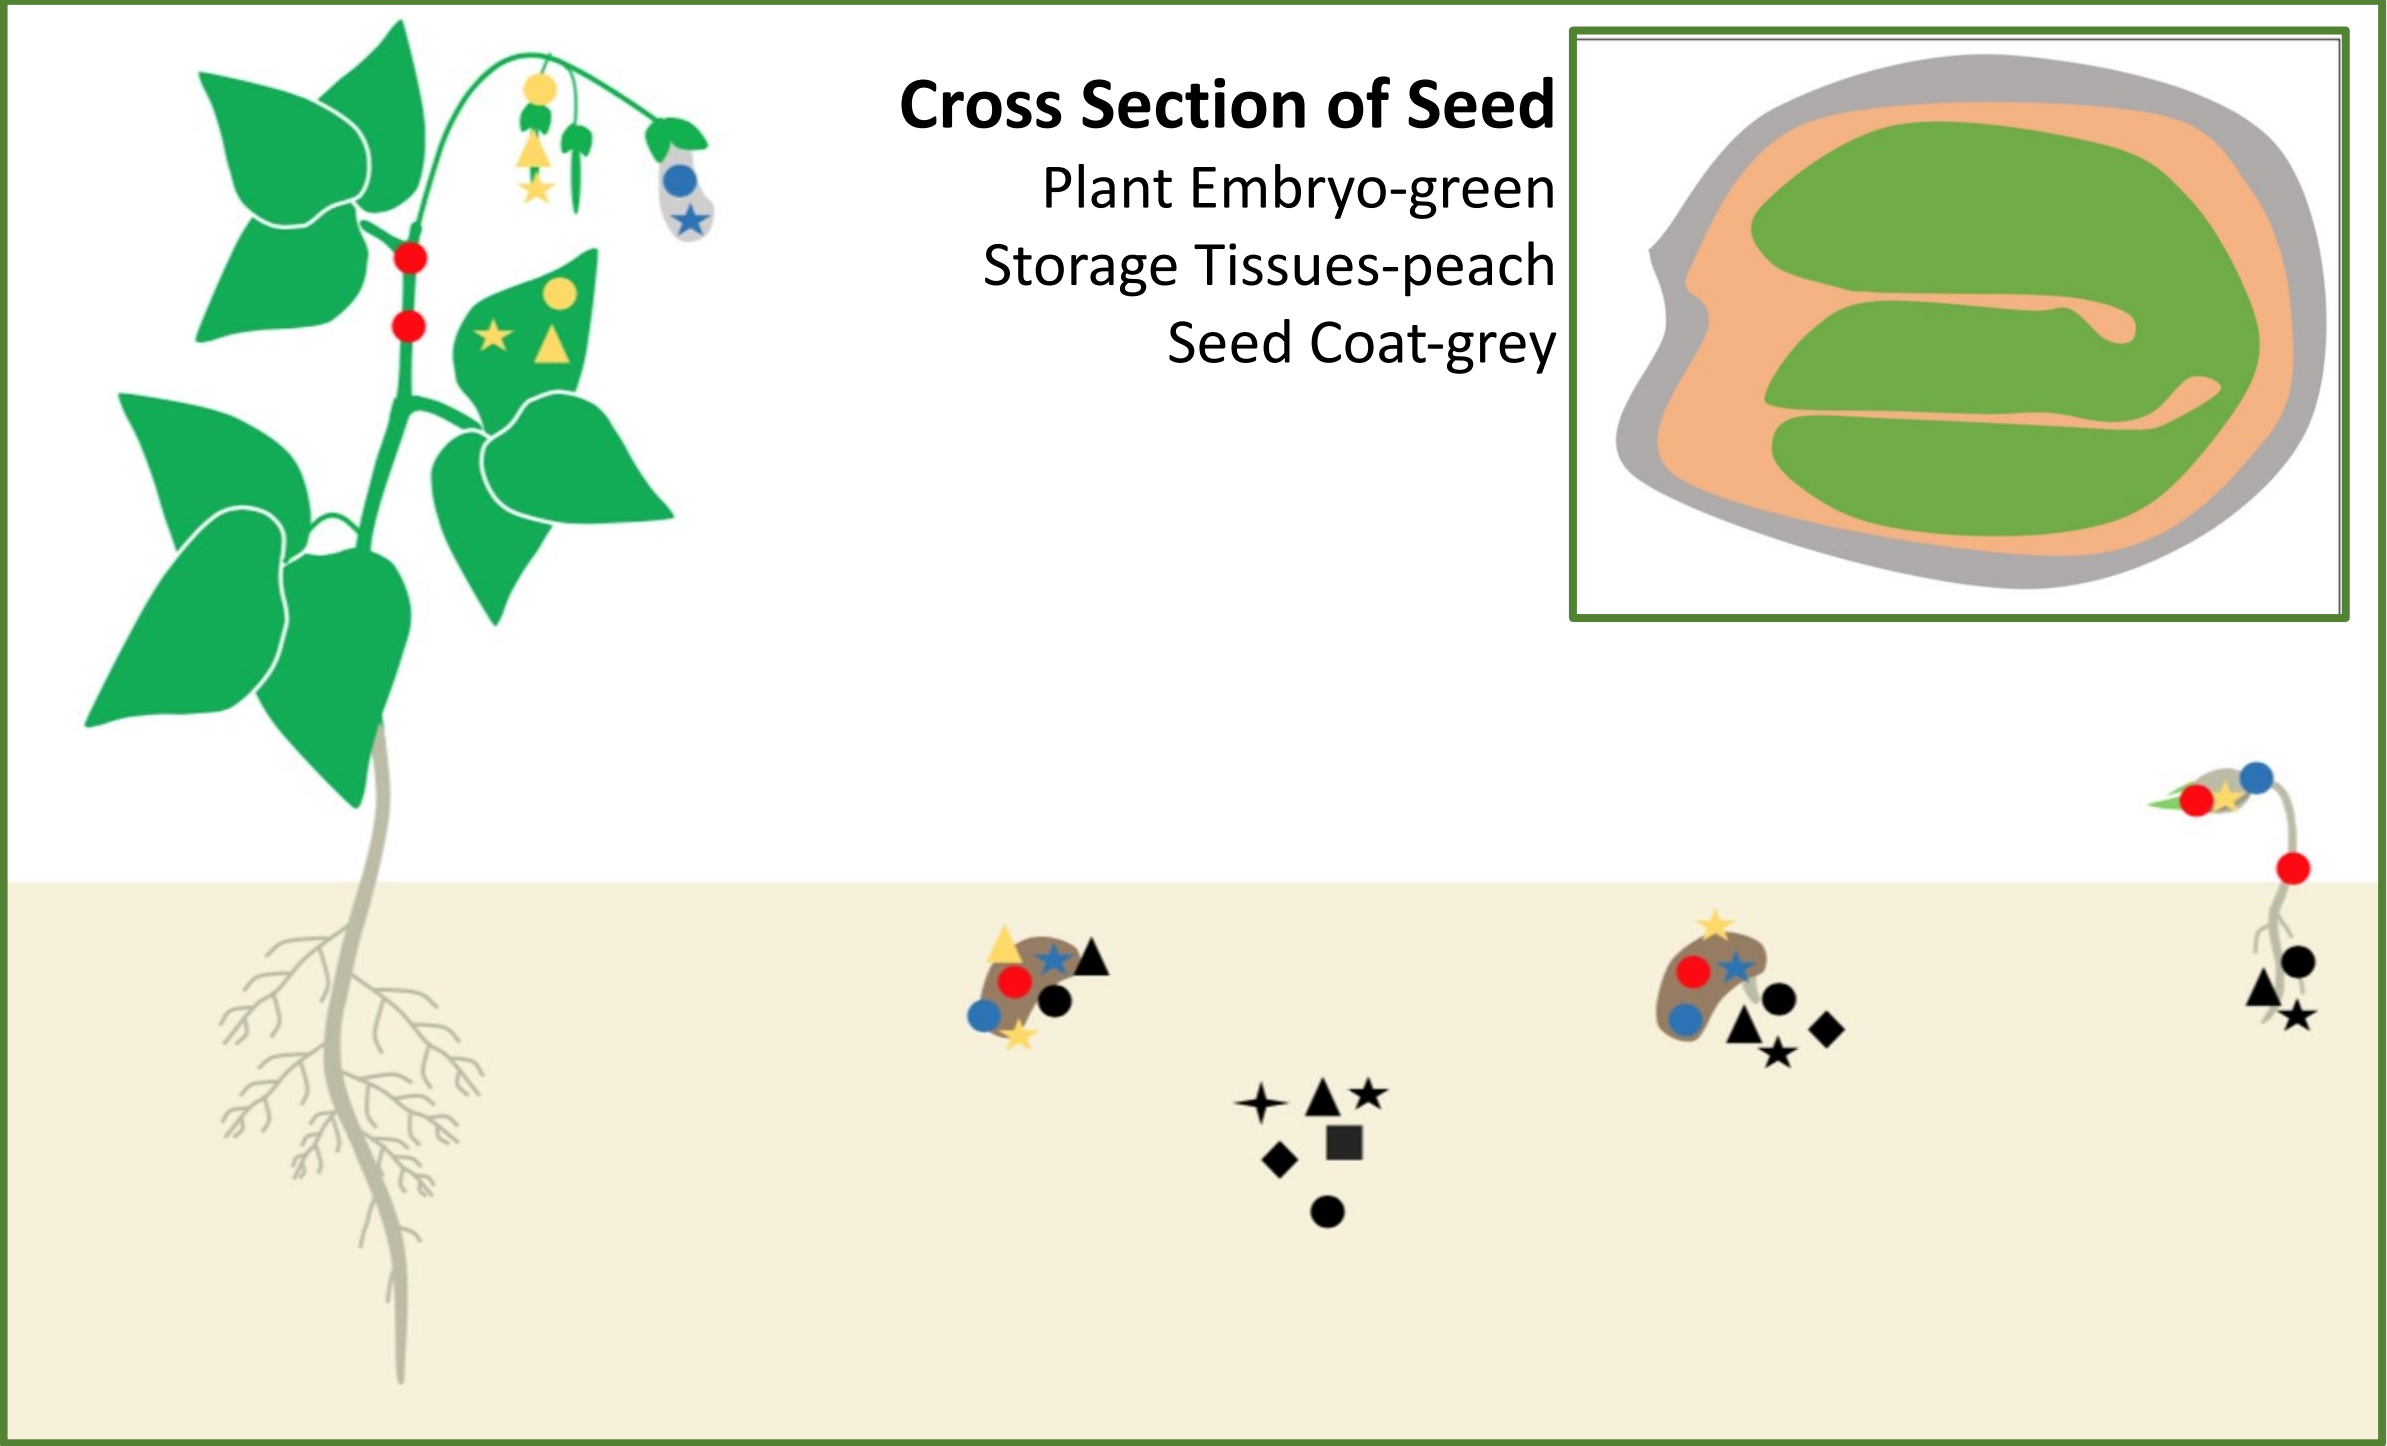 Cross Section of Seed
Plant Embryo-green
Storage Tissues-peach
Seed Coat-grey